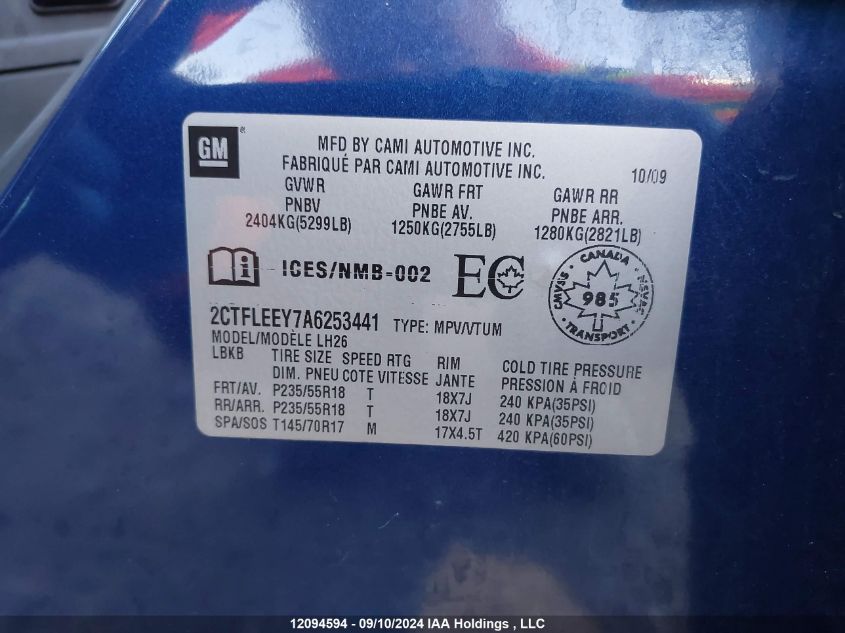 GM®
MFD BY CAMI AUTOMOTIVE INC.
FABRIQUÉ PAR CAMI AUTOMOTIVE INC.
10/09
GVWR GAWR FRT GAWR RR
PNBV PNBE AV. PNBE ARR.
2404KG(5299LB) 1250KG(2755LB) 1280KG(2821LB)
i - ICES/NMB-002 EC
CANADA
CMVSS · SVAC NSVAC
985
TRANSPORT
2CTFLEEY7A6253441 TYPE: MPV/VTUM
MODEL/MODÈLE LH26
LBKB TIRE SIZE SPEED RTG RIM COLD TIRE PRESSURE
DIM. PNEU COTE VITESSE JANTE PRESSION À FROID
FRT/AV. P235/55R18 T 18X7J 240 KPA(35PSI)
RR/ARR. P235/55R18 T 18X7J 240 KPA(35PSI)
SPA/SOS T145/70R17 M 17X4.5T 420 KPA(60PSI)
12094594 - 09/10/2024 IAA Holdings , LLC